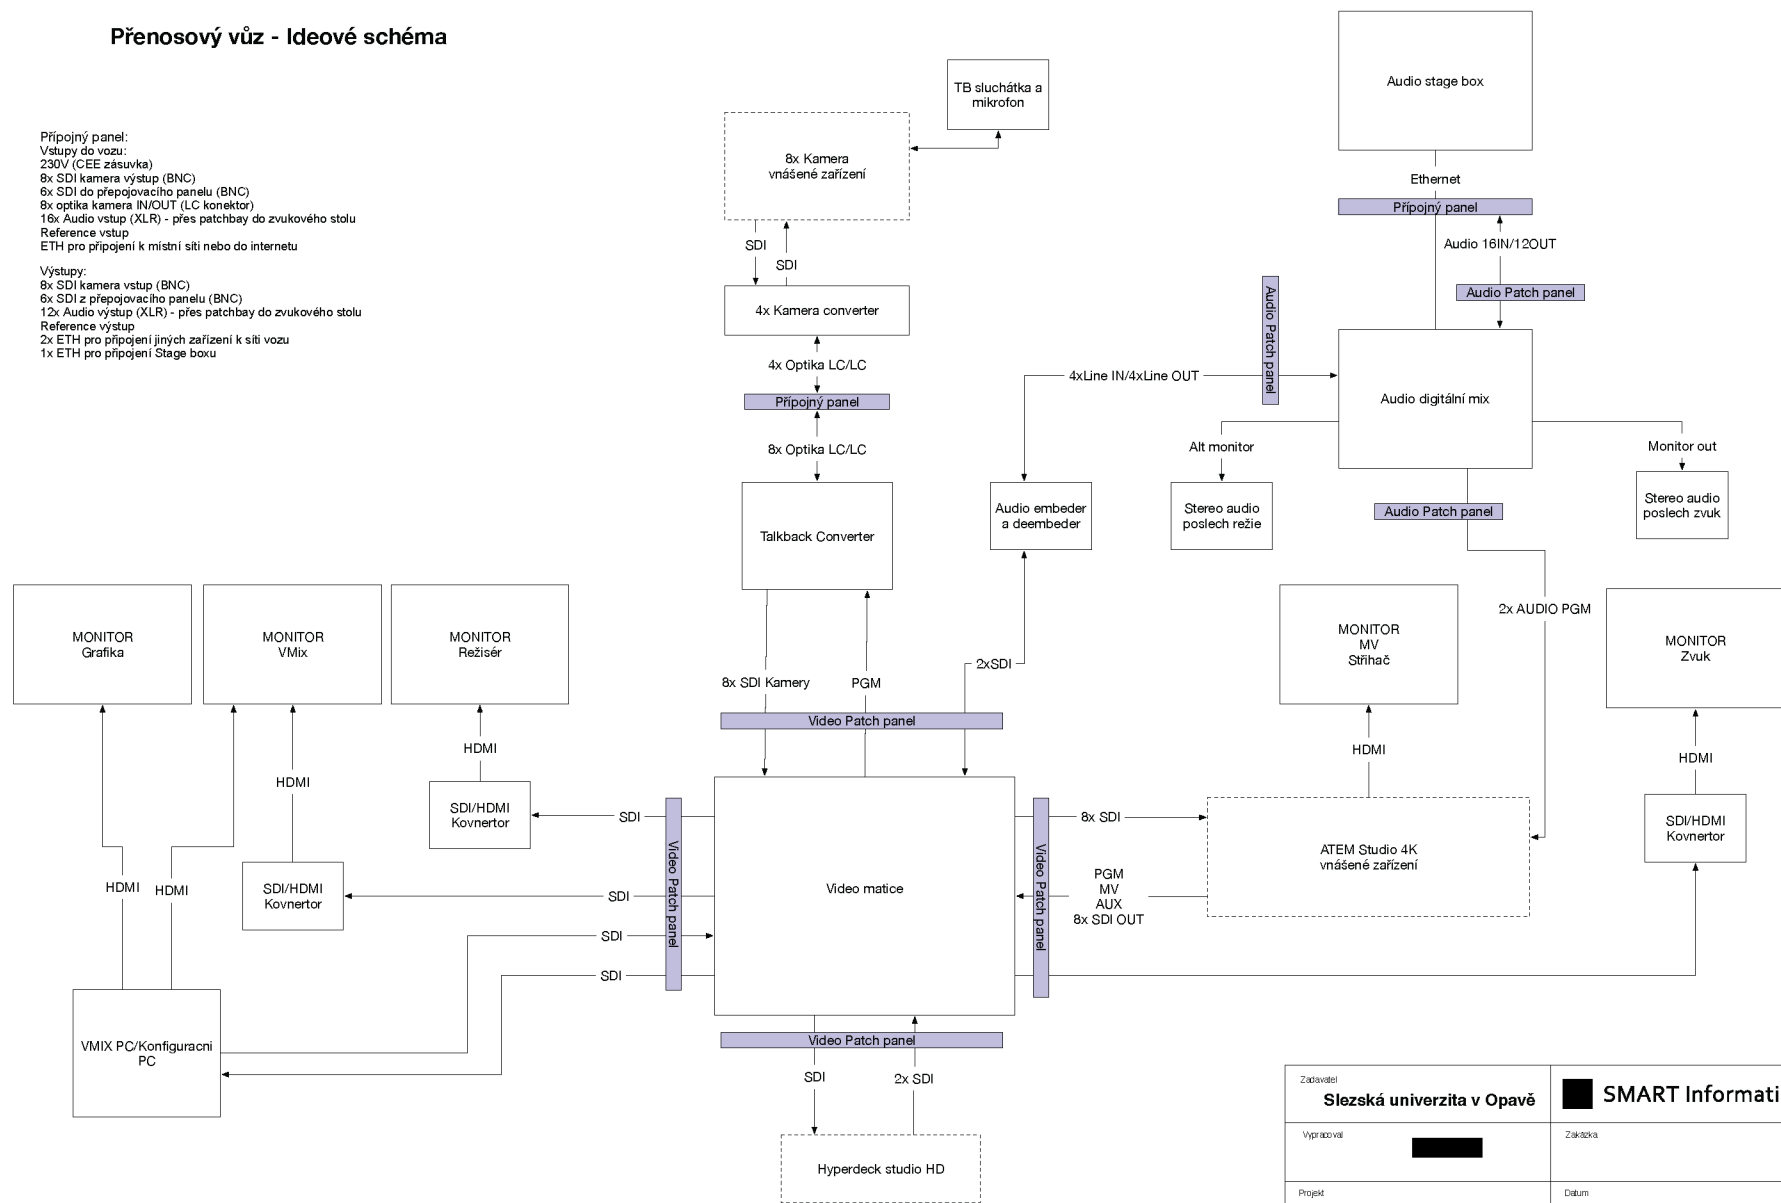 Přenosový vůz - Ideové schéma
Přípojný panel:
Vstupy do vozu:
230V (CEE zásuvka)
8x SDI kamera výstup (BNC)
6x SDI do přepojovacího panelu (BNC)
8x optika kamera IN/OUT (LC konektor)
16x Audio vstup (XLR) - přes patchbay do zvukového stolu
Reference vstup
ETH pro připojení k místní síti nebo do internetu
Výstupy:
8x SDI kamera vstup (BNC)
6x SDI z přepojovacího panelu (BNC)
12x Audio výstup (XLR) - přes patchbay do zvukového stolu
Reference výstup
2x ETH pro připojení jiných zařízení k síti vozu
1x ETH pro připojení Stage boxu
TB sluchátka a
mikrofon
8x Kamera
vnášené zařízení
SDI
SDI
4x Kamera converter
4x Optika LC/LC
Přípojný panel
8x Optika LC/LC
Talkback Converter
8x SDI Kamery
PGM
2xSDI
Video Patch panel
Audio embeder
a deembeder
4xLine IN/4xLine OUT
Audio Patch panel
Audio stage box
Ethernet
Přípojný panel
Audio 16IN/12OUT
Audio Patch panel
Audio digitální mix
Alt monitor
Monitor out
Stereo audio
poslech režie
Stereo audio
poslech zvuk
Audio Patch panel
2x AUDIO PGM
MONITOR
Grafika
MONITOR
VMix
MONITOR
Režisér
MONITOR
MV
Střihač
MONITOR
Zvuk
HDMI
HDMI
HDMI
HDMI
HDMI
HDMI
HDMI
SDI/HDMI
Kovnertor
SDI/HDMI
Kovnertor
SDI/HDMI
Kovnertor
SDI
SDI
SDI
SDI
Video Patch panel
Video matice
Video Patch panel
8x SDI
PGM
MV
AUX
8x SDI OUT
ATEM Studio 4K
vnášené zařízení
VMIX PC/Konfiguracni
PC
Video Patch panel
SDI
2x SDI
Hyperdeck studio HD
Zadavatel
Slezská univerzita v Opavě
SMART Informati
Vypracoval
Zakázka
Projekt
Datum